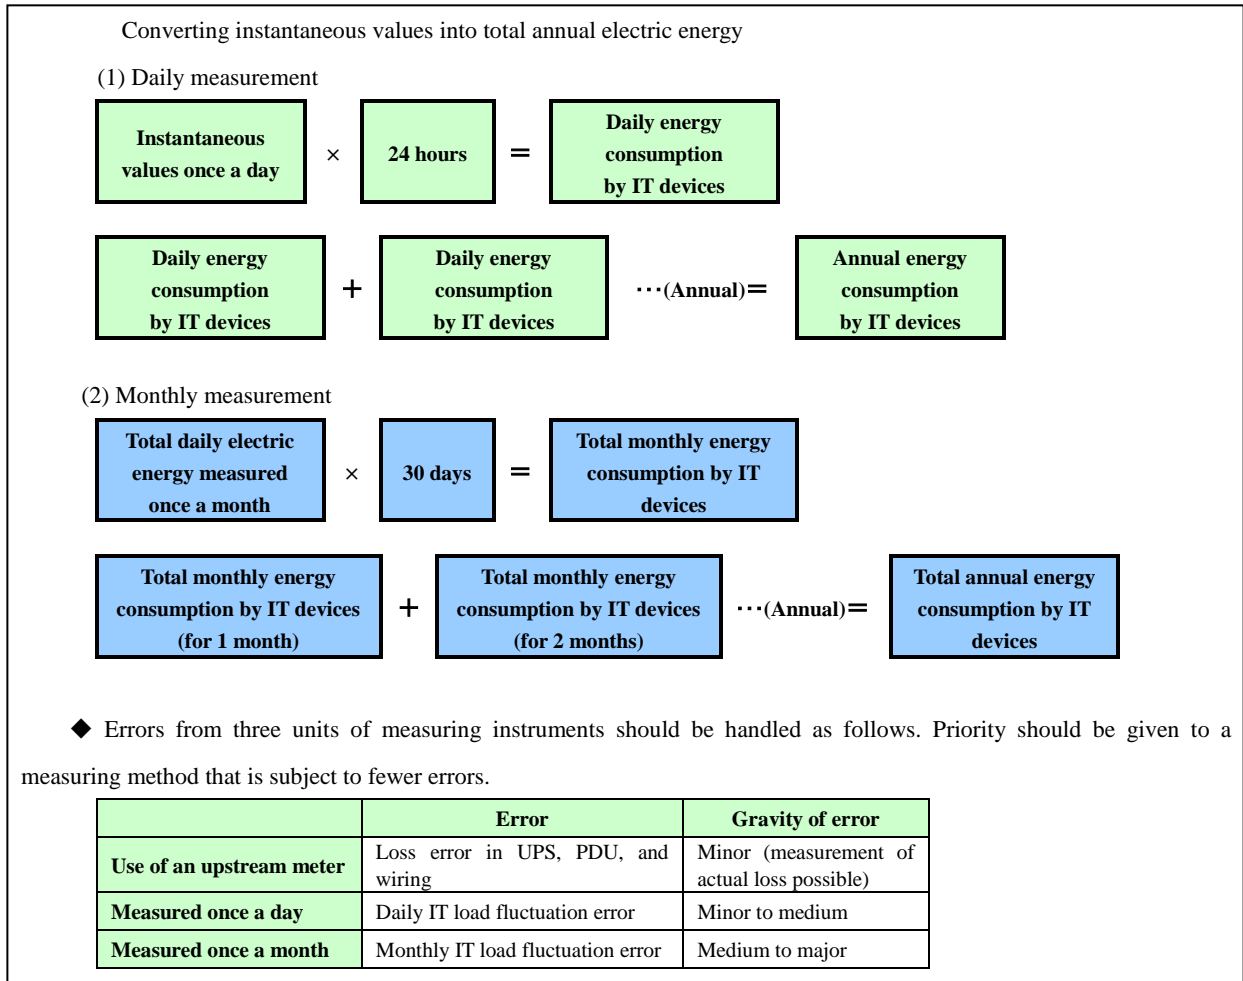 Converting instantaneous values into total annual electric energy
(1) Daily measurement
Instantaneous
values once a day
×
24 hours
=
Daily energy
consumption
by IT devices
Daily energy
consumption
by IT devices
+
Daily energy
consumption
by IT devices
⋯(Annual)=
Annual energy
consumption
by IT devices
(2) Monthly measurement
Total daily electric
energy measured
once a month
×
30 days
=
Total monthly energy
consumption by IT
devices
Total monthly energy
consumption by IT devices
(for 1 month)
+
Total monthly energy
consumption by IT devices
(for 2 months)
⋯(Annual)=
Total annual energy
consumption by IT
devices
◆ Errors from three units of measuring instruments should be handled as follows. Priority should be given to a
measuring method that is subject to fewer errors.
Error
Gravity of error
Use of an upstream meter
Loss error in UPS, PDU, and
wiring
Minor (measurement of
actual loss possible)
Measured once a day
Daily IT load fluctuation error
Minor to medium
Measured once a month
Monthly IT load fluctuation error
Medium to major